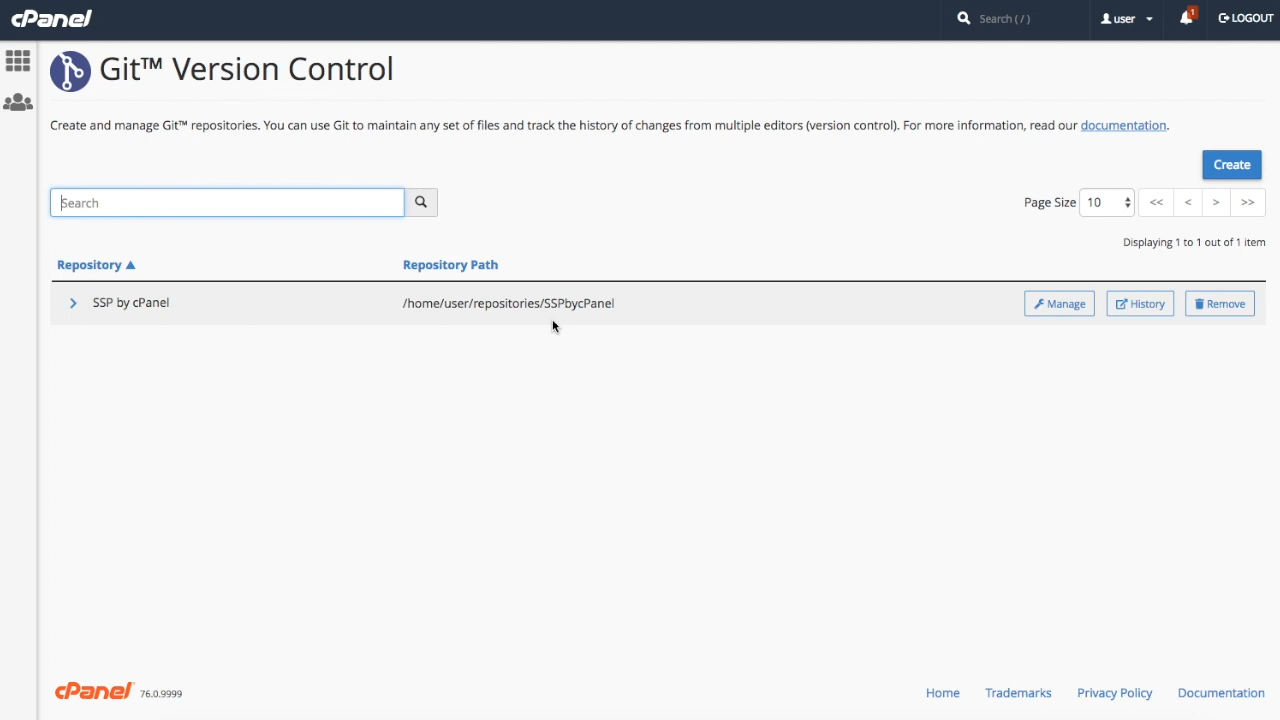 cPanel
Search ( / )
user
1
LOGOUT
Git™ Version Control
Create and manage Git™ repositories. You can use Git to maintain any set of files and track the history of changes from multiple editors (version control). For more information, read our documentation.
Create
Search
Page Size 10 << < > >>
Displaying 1 to 1 out of 1 item
Repository ▲ Repository Path
SSP by cPanel /home/user/repositories/SSPbycPanel Manage History Remove
cPanel 76.0.9999
Home Trademarks Privacy Policy Documentation